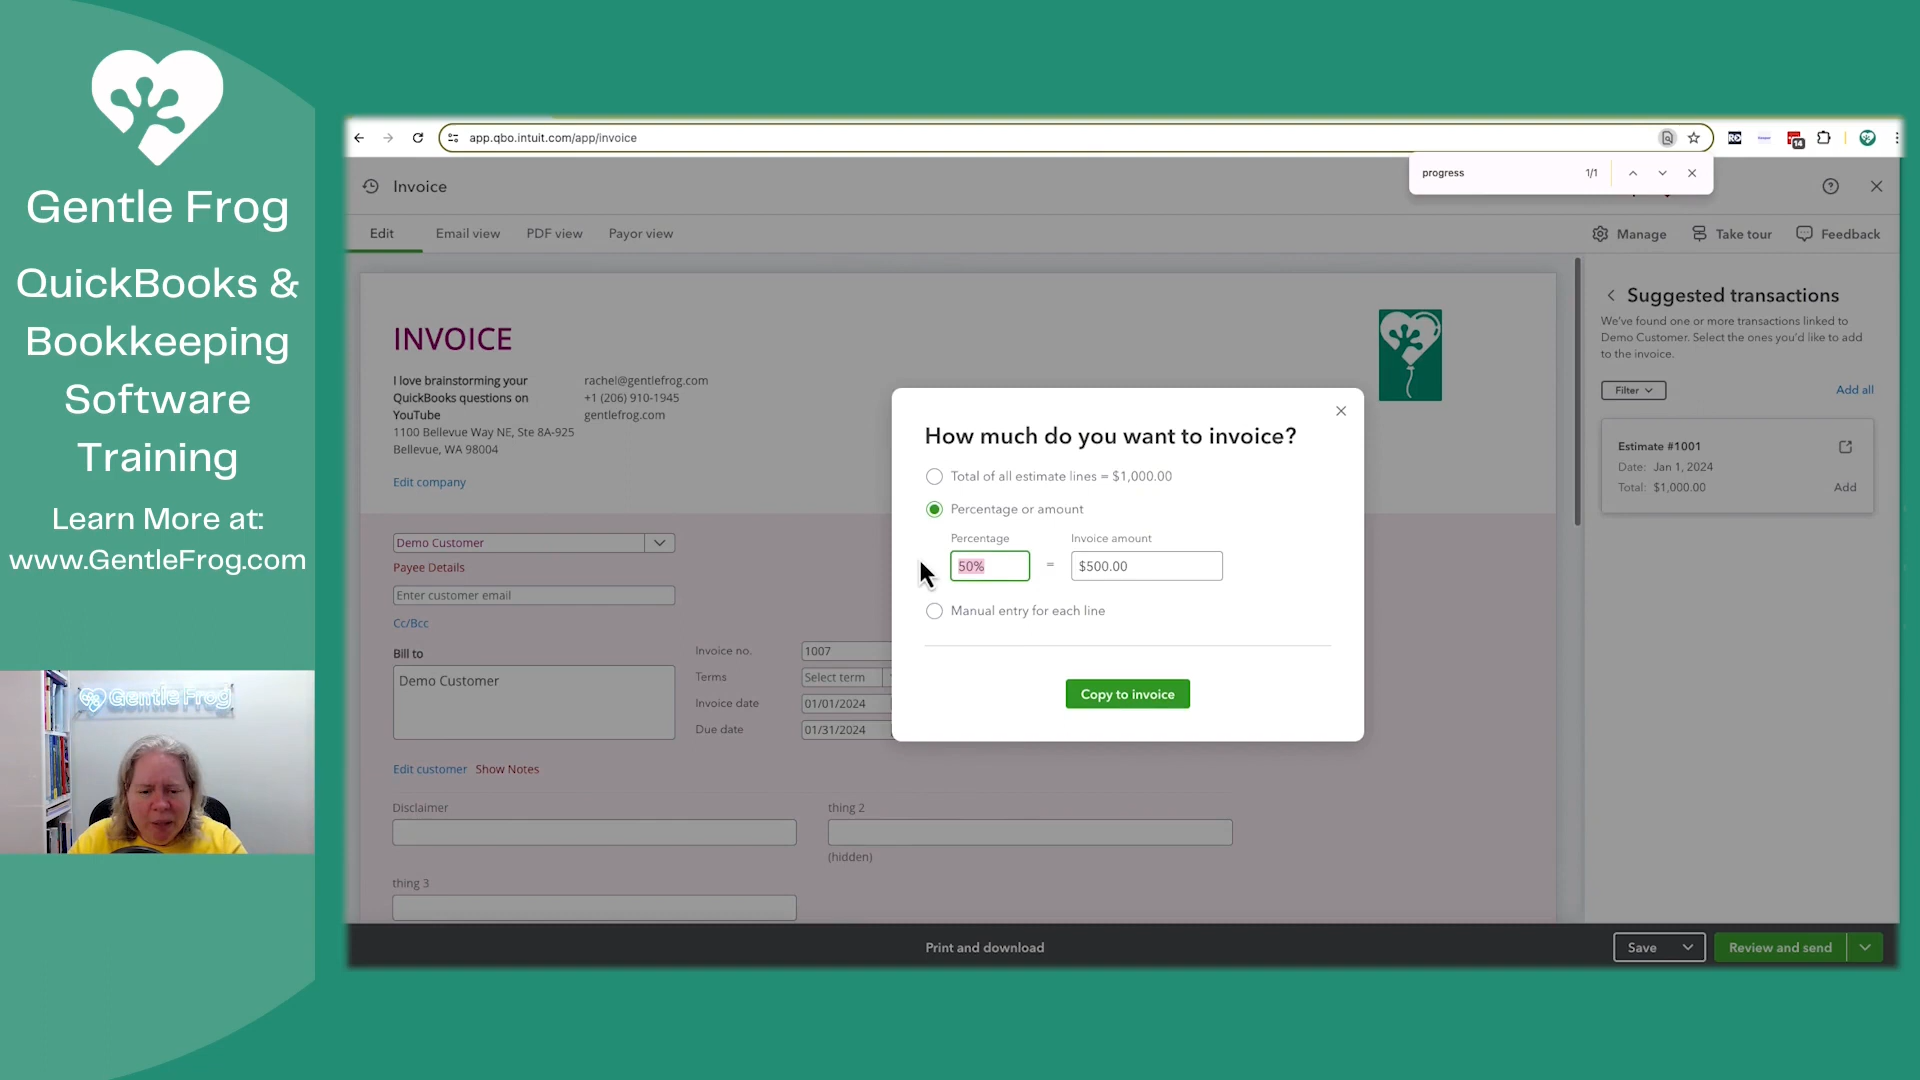 Gentle Frog
QuickBooks &
Bookkeeping
Software
Training
Learn More at:
www.GentleFrog.com
Gentle Frog
app.qbo.intuit.com/app/invoice
14
progress
1/1
Invoice
Edit
Email view
PDF view
Payor view
Manage
Take tour
Feedback
INVOICE
I love brainstorming your
QuickBooks questions on
YouTube
1100 Bellevue Way NE, Ste 8A-925
Bellevue, WA 98004
rachel@gentlefrog.com
+1 (206) 910-1945
gentlefrog.com
Edit company
Demo Customer
Payee Details
Enter customer email
Cc/Bcc
Bill to
Demo Customer
Invoice no.
1007
Terms
Select term
Invoice date
01/01/2024
Due date
01/31/2024
Edit customer
Show Notes
Disclaimer
thing 2
(hidden)
thing 3
How much do you want to invoice?
Total of all estimate lines = $1,000.00
Percentage or amount
Percentage
Invoice amount
50%
=
$500.00
Manual entry for each line
Copy to invoice
Suggested transactions
We've found one or more transactions linked to
Demo Customer. Select the ones you'd like to add
to the invoice.
Filter
Add all
Estimate #1001
Date: Jan 1, 2024
Total: $1,000.00
Add
Print and download
Save
Review and send